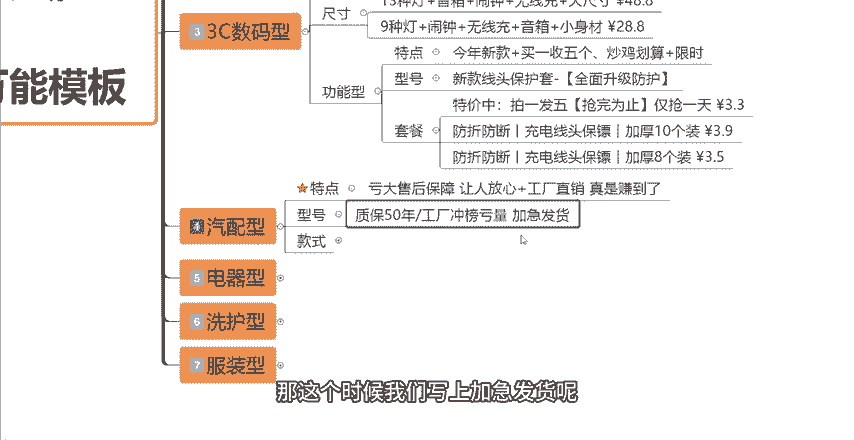 能模板
3 3C数码型
尺寸
13种灯+音箱+闹钟+无线充+大尺寸 ¥48.8
9种灯+闹钟+无线充+音箱+小身材 ¥28.8
功能型
特点 今年新款+买一收五个、炒鸡划算+限时
型号 新款线头保护套-【全面升级防护】
套餐
特价中：拍一发五【抢完为止】仅抢一天 ¥3.3
防折防断丨充电线头保镖┆加厚10个装 ¥3.9
防折防断丨充电线头保镖┆加厚8个装 ¥3.5
4 汽配型
特点 亏大售后保障 让人放心+工厂直销 真是赚到了
型号 质保50年/工厂冲榜亏量 加急发货
款式
5 电器型
6 洗护型
7 服装型
那这个时候我们写上加急发货呢